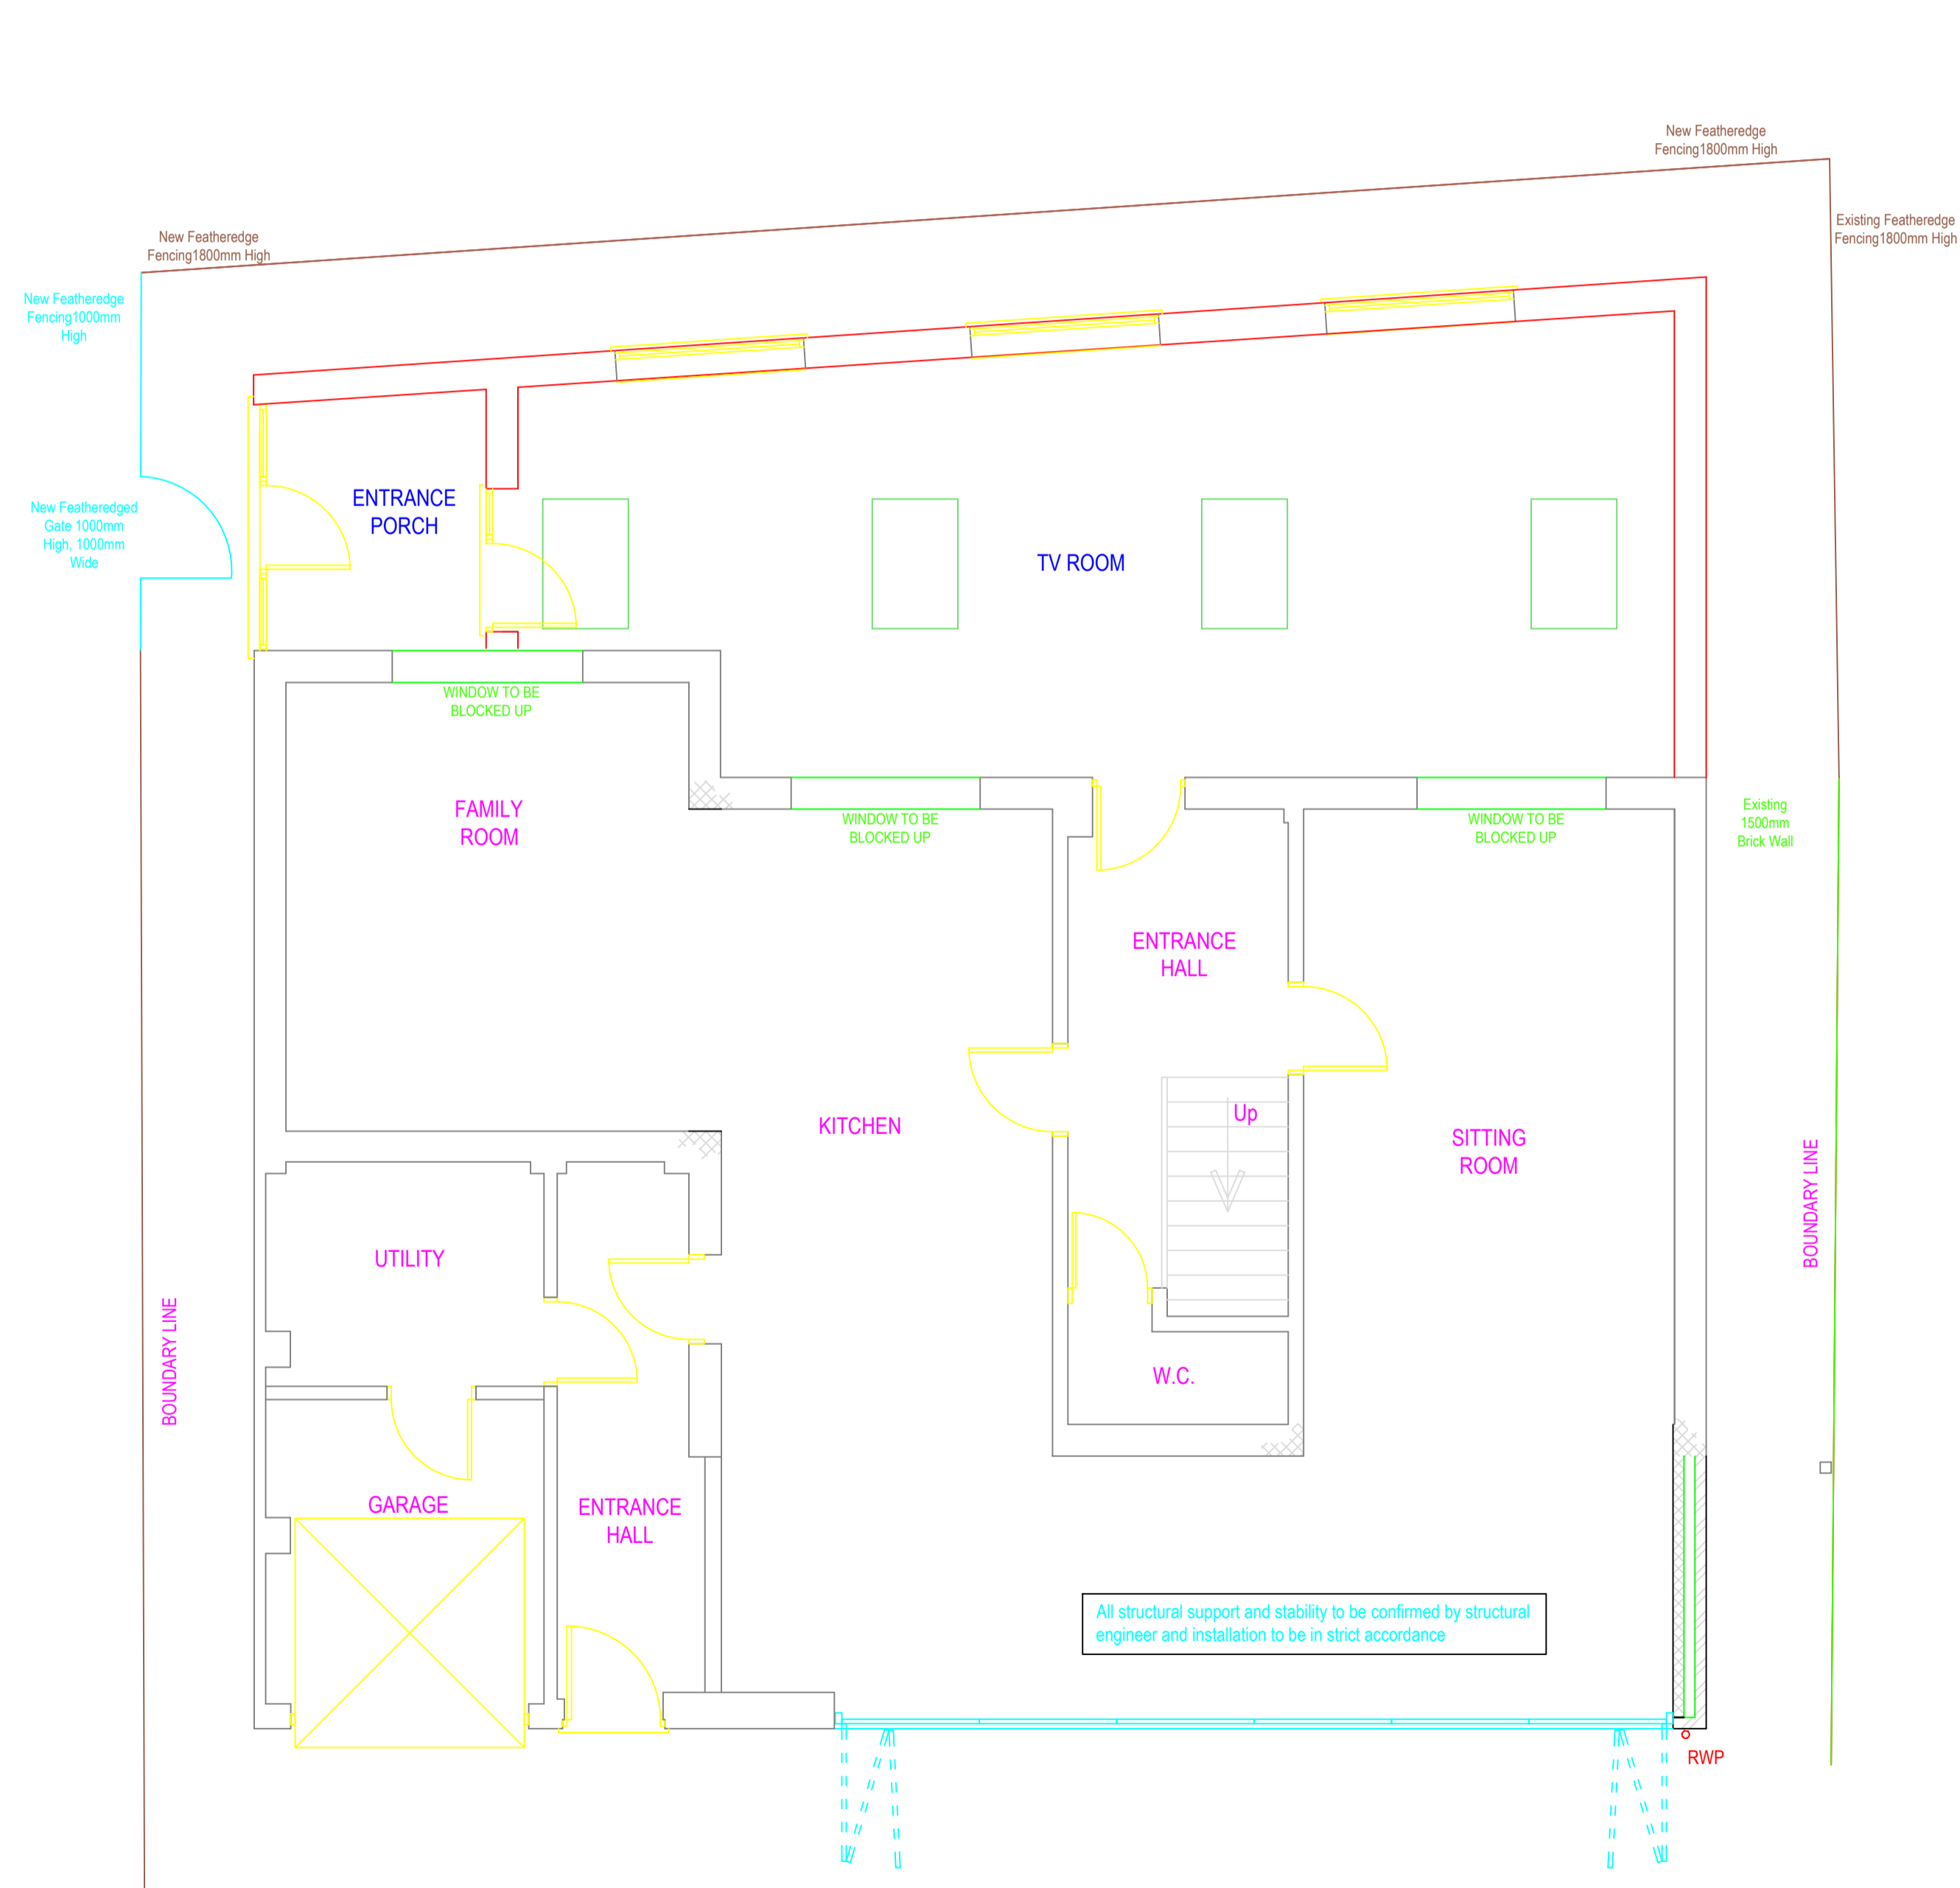 New Featheredge
Fencing1800mm High
New Featheredge
Fencing1800mm High
Existing Featheredge
Fencing1800mm High
New Featheredge
Fencing1000mm
High
New Featheredged
Gate 1000mm
High, 1000mm
Wide
ENTRANCE
PORCH
TV ROOM
WINDOW TO BE
BLOCKED UP
FAMILY
ROOM
WINDOW TO BE
BLOCKED UP
WINDOW TO BE
BLOCKED UP
Existing
1500mm
Brick Wall
ENTRANCE
HALL
KITCHEN
Up
SITTING
ROOM
BOUNDARY LINE
UTILITY
BOUNDARY LINE
W.C.
GARAGE
ENTRANCE
HALL
All structural support and stability to be confirmed by structural
engineer and installation to be in strict accordance
RWP